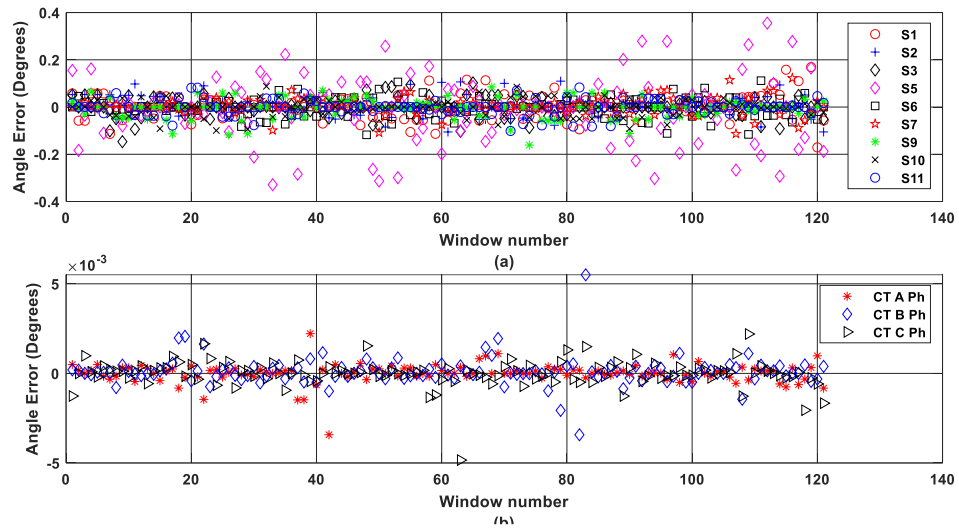 Angle Error (Degrees)
0.4
0.2
0
-0.2
-0.4
0 20 40 60 80 100 120 140
Window number
(a)
S1
S2
S3
S5
S6
S7
S9
S10
S11
×10⁻³
Angle Error (Degrees)
5
0
-5
0 20 40 60 80 100 120 140
Window number
(b)
CT A Ph
CT B Ph
CT C Ph